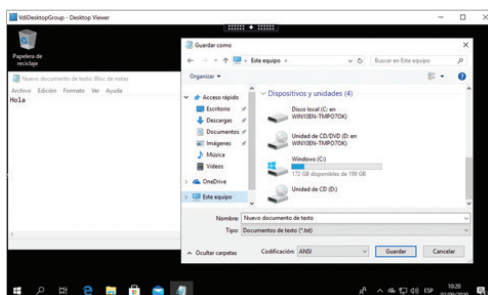 VdiDesktopGroup - Desktop Viewer
Papelera de
reciclaje
Nuevo documento de texto: Bloc de notas
Archivo Edición Formato Ver Ayuda
Hola
Guardar como
Este equipo
Buscar en Este equipo
Organizar
Acceso rápido
Escritorio
Descargas
Documentos
Imágenes
Música
Vídeos
OneDrive
Este equipo
Dispositivos y unidades (4)
Disco local (C: en
WIN10EN-TMPO7OK)
Unidad de CD/DVD (D: en
WIN10EN-TMPO7OK)
Windows (C:)
172 GB disponibles de 199 GB
Unidad de CD (D:)
Nombre: Nuevo documento de texto
Tipo: Documentos de texto (*.txt)
Ocultar carpetas
Codificación: ANSI
Guardar
Cancelar
ESP
10:20